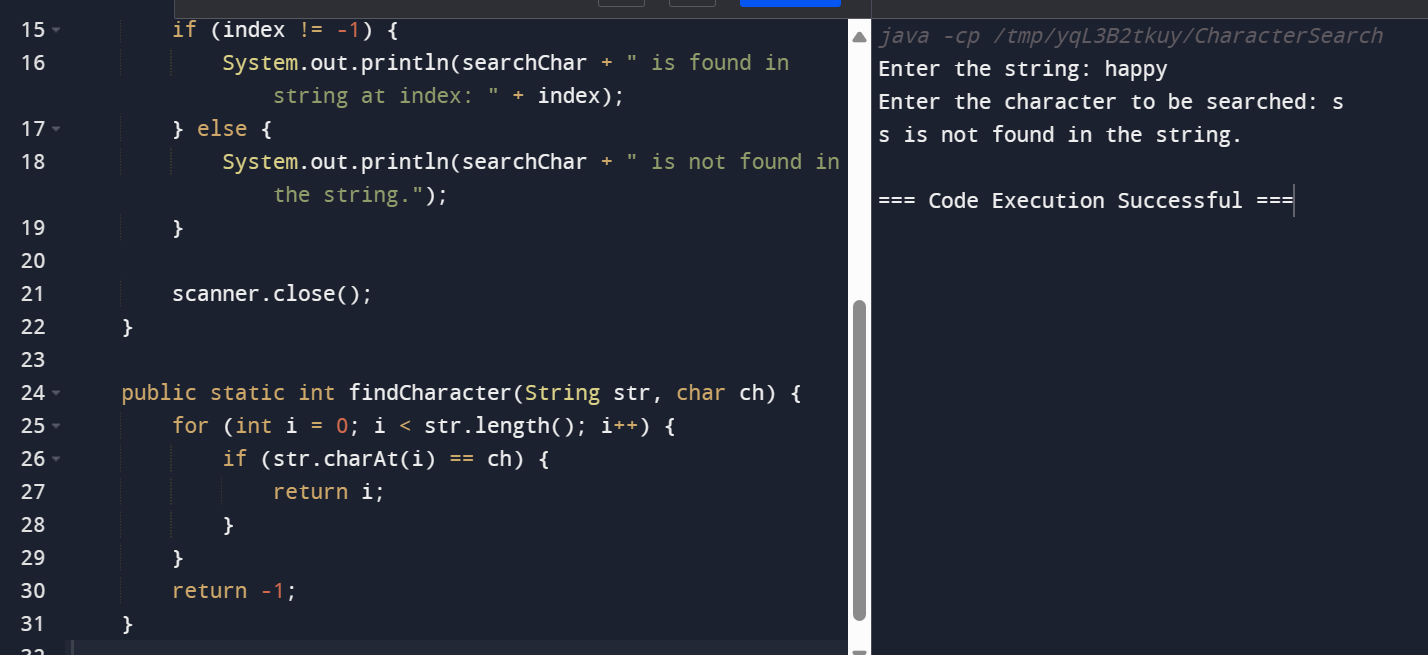 15 if (index != -1) {
16 System.out.println(searchChar + " is found in
string at index: " + index);
17 } else {
18 System.out.println(searchChar + " is not found in
the string.");
19 }
20
21 scanner.close();
22 }
23
24 public static int findCharacter(String str, char ch) {
25 for (int i = 0; i < str.length(); i++) {
26 if (str.charAt(i) == ch) {
27 return i;
28 }
29 }
30 return -1;
31 }
32
java -cp /tmp/yqL3B2tkuy/CharacterSearch
Enter the string: happy
Enter the character to be searched: s
s is not found in the string.
=== Code Execution Successful ===